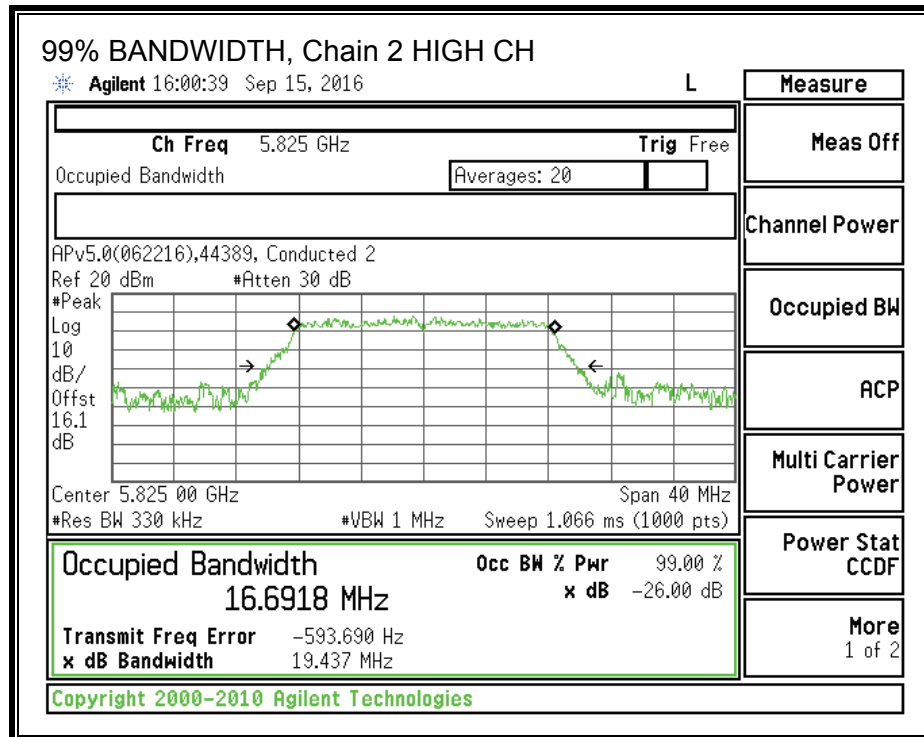 99% BANDWIDTH, Chain 2 HIGH CH
Agilent 16:00:39 Sep 15, 2016 L
Measure
Ch Freq 5.825 GHz Trig Free
Occupied Bandwidth Averages: 20
Meas Off
Channel Power
APv5.0(062216),44389, Conducted 2
Ref 20 dBm #Atten 30 dB
#Peak
Log
10
dB/
Offst
16.1
dB
Occupied BW
ACP
Multi Carrier
Power
Center 5.825 00 GHz Span 40 MHz
#Res BW 330 kHz #VBW 1 MHz Sweep 1.066 ms (1000 pts)
Power Stat
CCDF
Occupied Bandwidth Occ BW % Pwr 99.00 %
16.6918 MHz x dB -26.00 dB
Transmit Freq Error -593.690 Hz
x dB Bandwidth 19.437 MHz
More
1 of 2
Copyright 2000-2010 Agilent Technologies